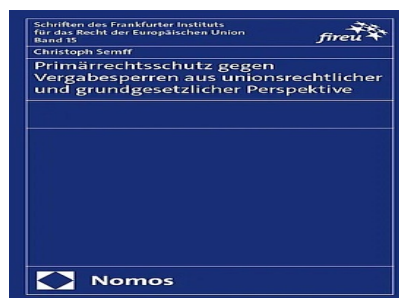 Schriften des Frankfurter Instituts
für das Recht der Europäischen Union
Band 15
fireu
Christoph Semff
Primärrechtsschutz gegen
Vergabesperren aus unionsrechtlicher
und grundgesetzlicher Perspektive
Nomos